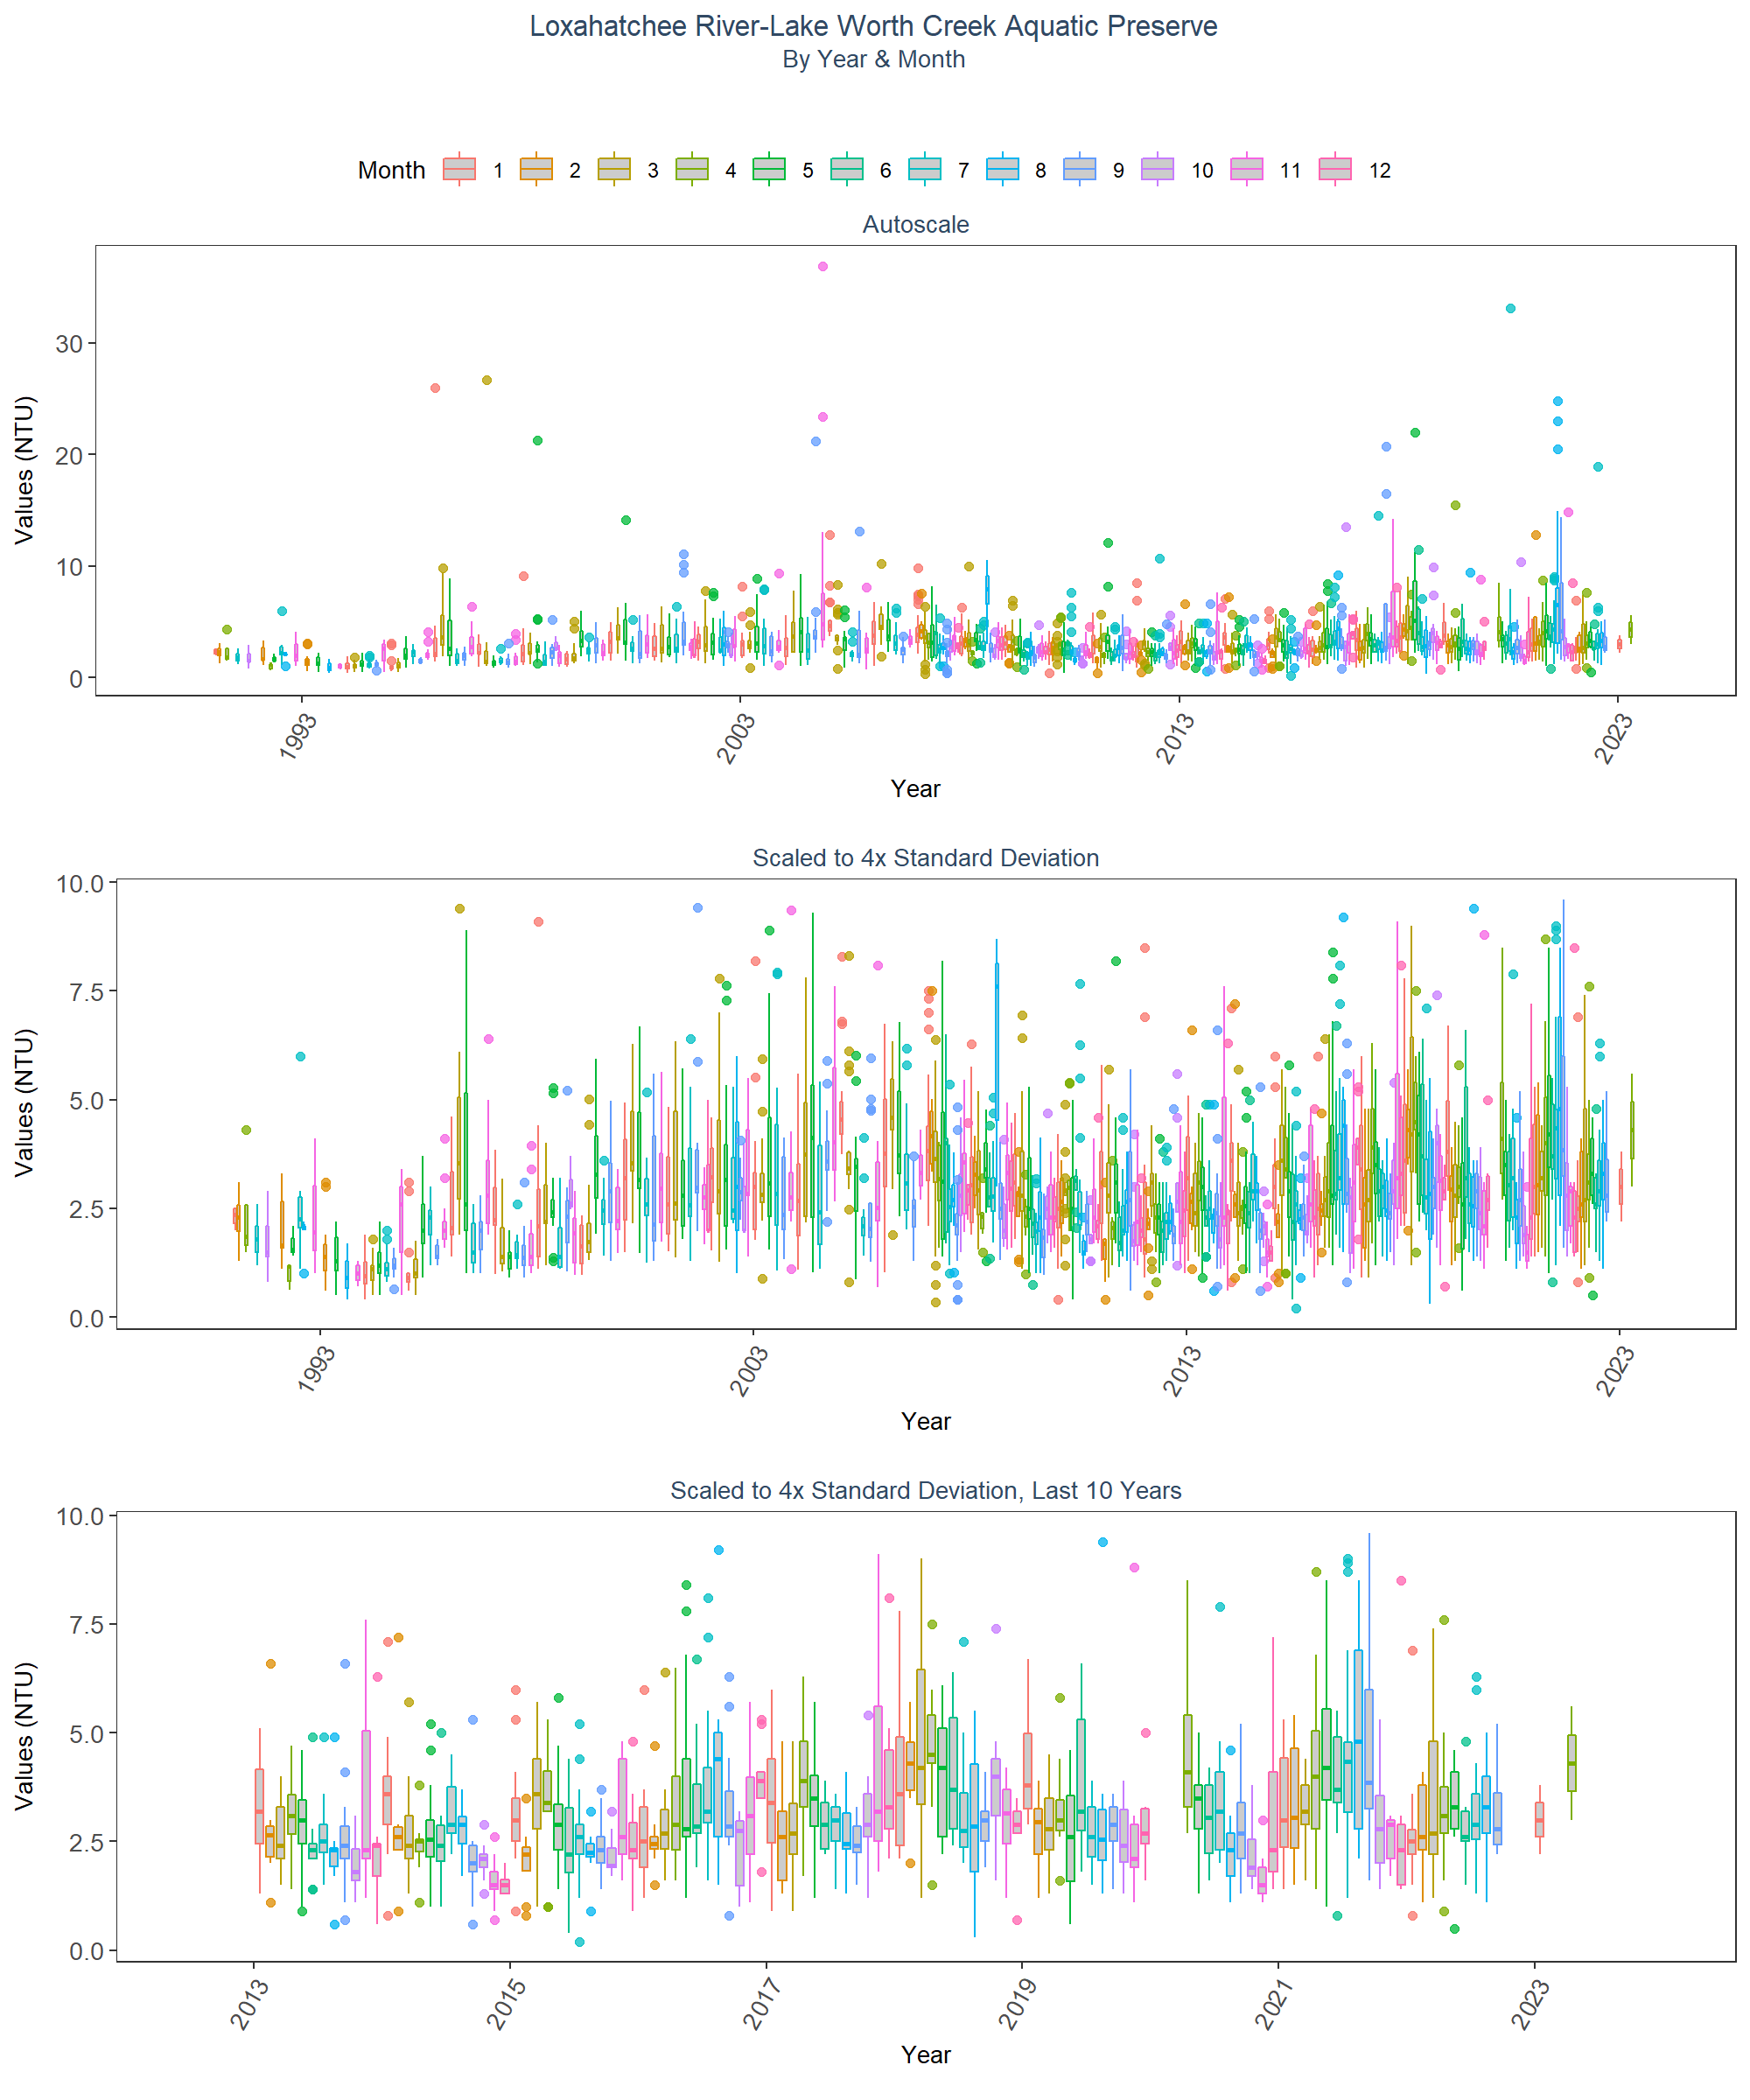 Loxahatchee River-Lake Worth Creek Aquatic Preserve
By Year & Month
Month 1 2 3 4 5 6 7 8 9 10 11 12
Autoscale
Values (NTU)
30
20
10
0
1993 2003 2013 2023
Year
Scaled to 4x Standard Deviation
Values (NTU)
10.0
7.5
5.0
2.5
0.0
1993 2003 2013 2023
Year
Scaled to 4x Standard Deviation, Last 10 Years
Values (NTU)
10.0
7.5
5.0
2.5
0.0
2013 2015 2017 2019 2021 2023
Year